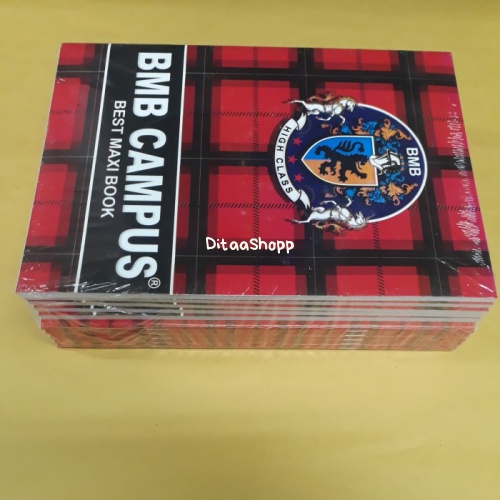 BMB CAMPUS®
BEST MAXI BOOK
BMB
HIGH CLASS
DitaaShopp